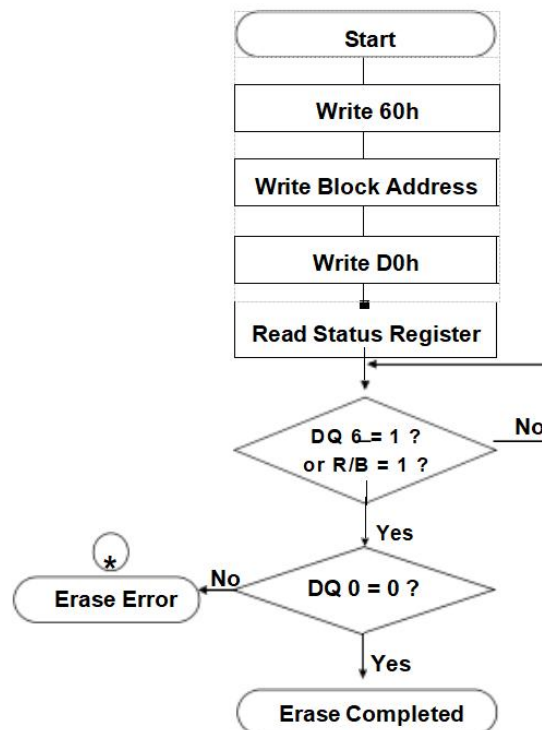 Start
Write 60h
Write Block Address
Write D0h
Read Status Register
DQ 6 = 1 ?
or R/B = 1 ?
No
Yes
*
No
DQ 0 = 0 ?
Erase Error
Yes
Erase Completed